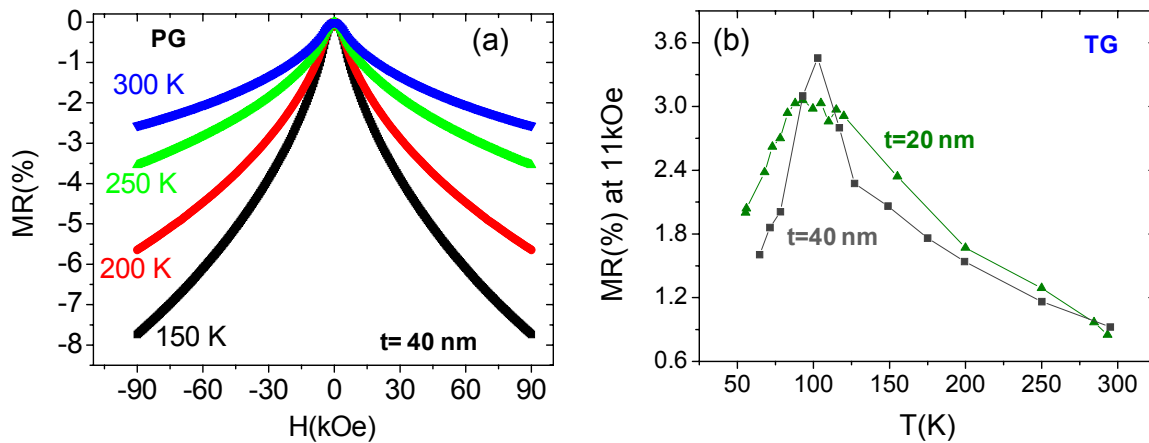 (a)
PG
300 K
250 K
200 K
150 K
t= 40 nm
0
-1
-2
-3
-4
-5
-6
-7
-8
MR(%)
-90 -60 -30 0 30 60 90
H(kOe)
(b)
TG
t=20 nm
t=40 nm
3.6
3.0
2.4
1.8
1.2
0.6
MR(%) at 11kOe
50 100 150 200 250 300
T(K)